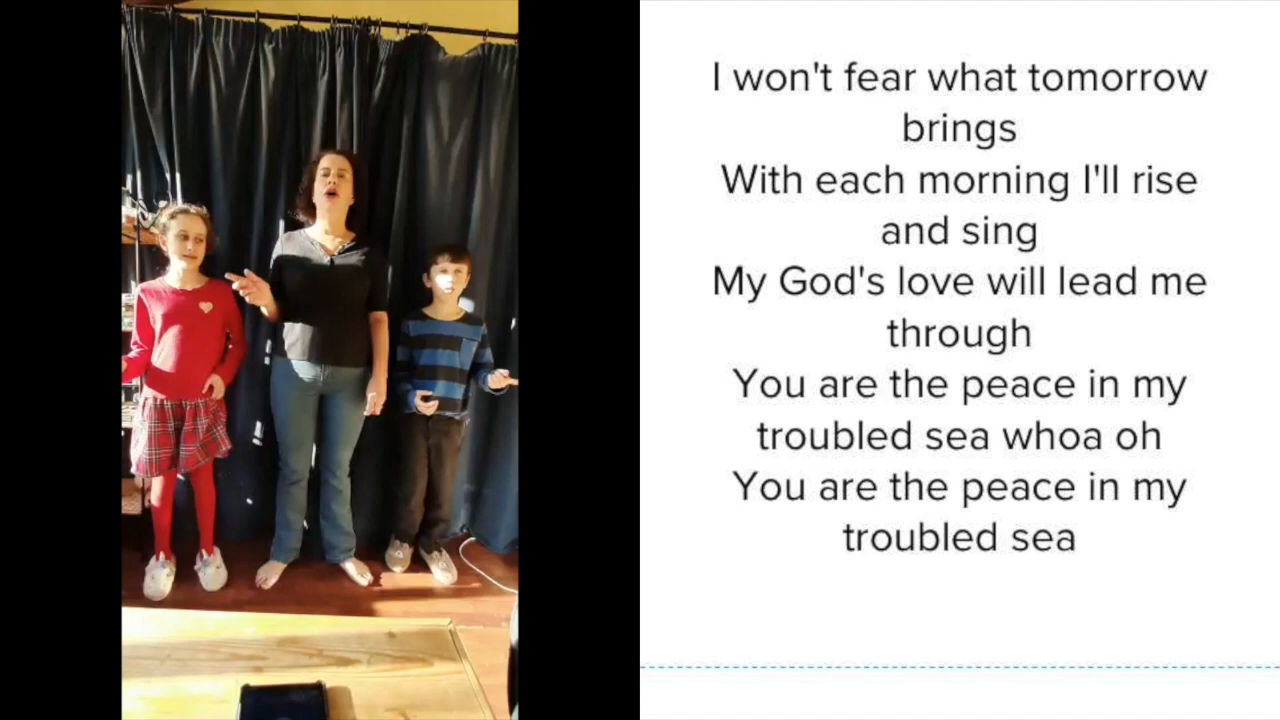 I won't fear what tomorrow
brings
With each morning I'll rise
and sing
My God's love will lead me
through
You are the peace in my
troubled sea whoa oh
You are the peace in my
troubled sea